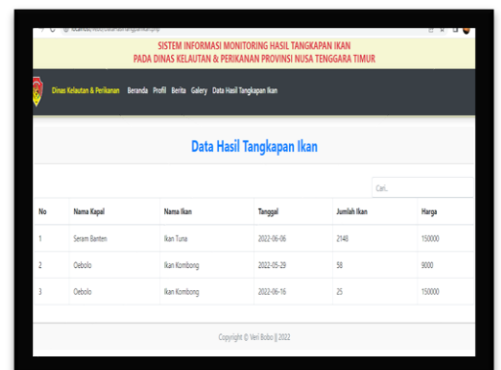 SISTEM INFORMASI MONITORING HASIL TANGKAPAN IKAN
PADA DINAS KELAUTAN & PERIKANAN PROVINSI NUSA TENGGARA TIMUR
Dinas Kelautan & Perikanan Beranda Profil Berita Galery Data Hasil Tangkapan Ikan
Data Hasil Tangkapan Ikan
Cari..
No Nama Kapal Nama Ikan Tanggal Jumlah Ikan Harga
1 Seram Banten Ikan Tuna 2022-06-06 2148 150000
2 Oebolo Ikan Kombong 2022-05-29 58 9000
3 Oebolo Ikan Kombong 2022-06-16 25 150000
Copyright © Veri Bobo || 2022